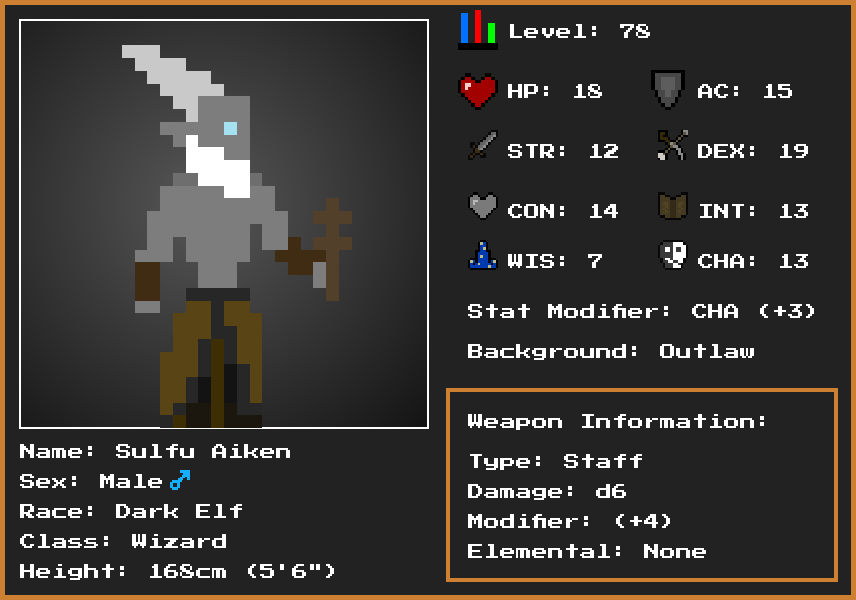 Level: 78
HP: 18
AC: 15
STR: 12
DEX: 19
CON: 14
INT: 13
WIS: 7
CHA: 13
Stat Modifier: CHA (+3)
Background: Outlaw
Weapon Information:
Type: Staff
Damage: d6
Modifier: (+4)
Elemental: None
Name: Sulfu Aiken
Sex: Male ♂
Race: Dark Elf
Class: Wizard
Height: 168cm (5'6")